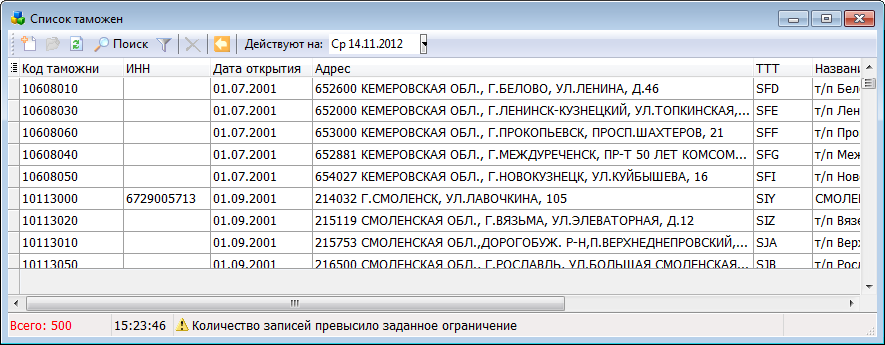 Список таможен
Поиск Действуют на: Ср 14.11.2012
Код таможни ИНН Дата открытия Адрес ТТТ Названи
10608010 01.07.2001 652600 КЕМЕРОВСКАЯ ОБЛ., Г.БЕЛОВО, УЛ.ЛЕНИНА, Д.46 SFD т/п Бел
10608030 01.07.2001 652000 КЕМЕРОВСКАЯ ОБЛ., Г.ЛЕНИНСК-КУЗНЕЦКИЙ, УЛ.ТОПКИНСКАЯ,... SFE т/п Лен
10608060 01.07.2001 653000 КЕМЕРОВСКАЯ ОБЛ., Г.ПРОКОПЬЕВСК, ПРОСП.ШАХТЕРОВ, 21 SFF т/п Про
10608040 01.07.2001 652881 КЕМЕРОВСКАЯ ОБЛ., Г.МЕЖДУРЕЧЕНСК, ПР-Т 50 ЛЕТ КОМСОМ... SFG т/п Меж
10608050 01.07.2001 654027 КЕМЕРОВСКАЯ ОБЛ., Г.НОВОКУЗНЕЦК, УЛ.КУЙБЫШЕВА, 16 SFI т/п Нов
10113000 6729005713 01.09.2001 214032 Г.СМОЛЕНСК, УЛ.ЛАВОЧКИНА, 105 SIY СМОЛЕН
10113020 01.09.2001 215119 СМОЛЕНСКАЯ ОБЛ., Г.ВЯЗЬМА, УЛ.ЭЛЕВАТОРНАЯ, Д.12 SIZ т/п Вязе
10113010 01.09.2001 215753 СМОЛЕНСКАЯ ОБЛ.,ДОРОГОБУЖ. Р-Н,П.ВЕРХНЕДНЕПРОВСКИЙ,... SJA т/п Верх
10113050 01.09.2001 216500 СМОЛЕНСКАЯ ОБЛ., Г.РОСЛАВЛЬ, УЛ.БОЛЬШАЯ СМОЛЕНСКАЯ... SJB т/п Росл
Всего: 500 15:23:46 Количество записей превысило заданное ограничение